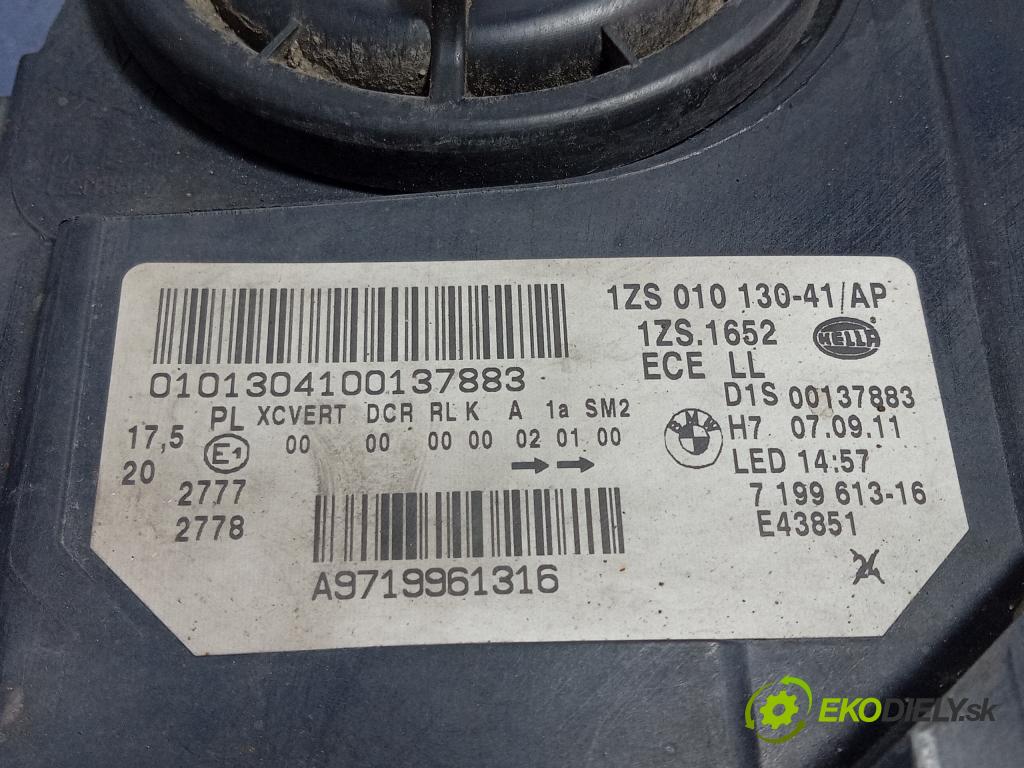 1ZS 010 130-41/AP
1ZS.1652 HELLA
ECE LL
0101304100137883
D1S 00137883
PL XCVERT DCR RL K A 1a SM2
17,5 E1 00 00 00 00 02 01 00
BMW H7 07.09.11
20
LED 14:57
2777
7 199 613-16
2778
E43851
A9719961316
24
EKODIELY.sk